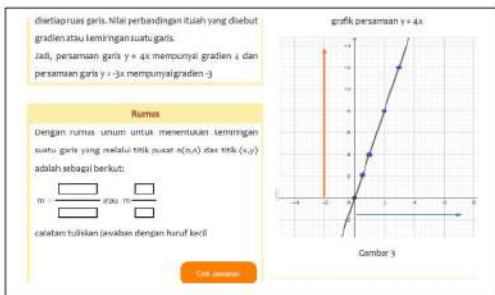 disetiap ruas garis. Nilai perbandingan itulah yang disebut
gradien atau kemiringan suatu garis.
Jadi, persamaan garis y = 4x mempunyai gradien 4 dan
persamaan garis y = -3x mempunyai gradien -3
Rumus
Dengan rumus umum untuk menentukan kemiringan
suatu garis yang melalui titik pusat o(0,0) dan titik (x,y)
adalah sebagai berkut:
m = atau m
catatan: tuliskan jawaban dengan huruf kecil
Cek Jawaban
grafik persamaan y = 4x
Gambar 3